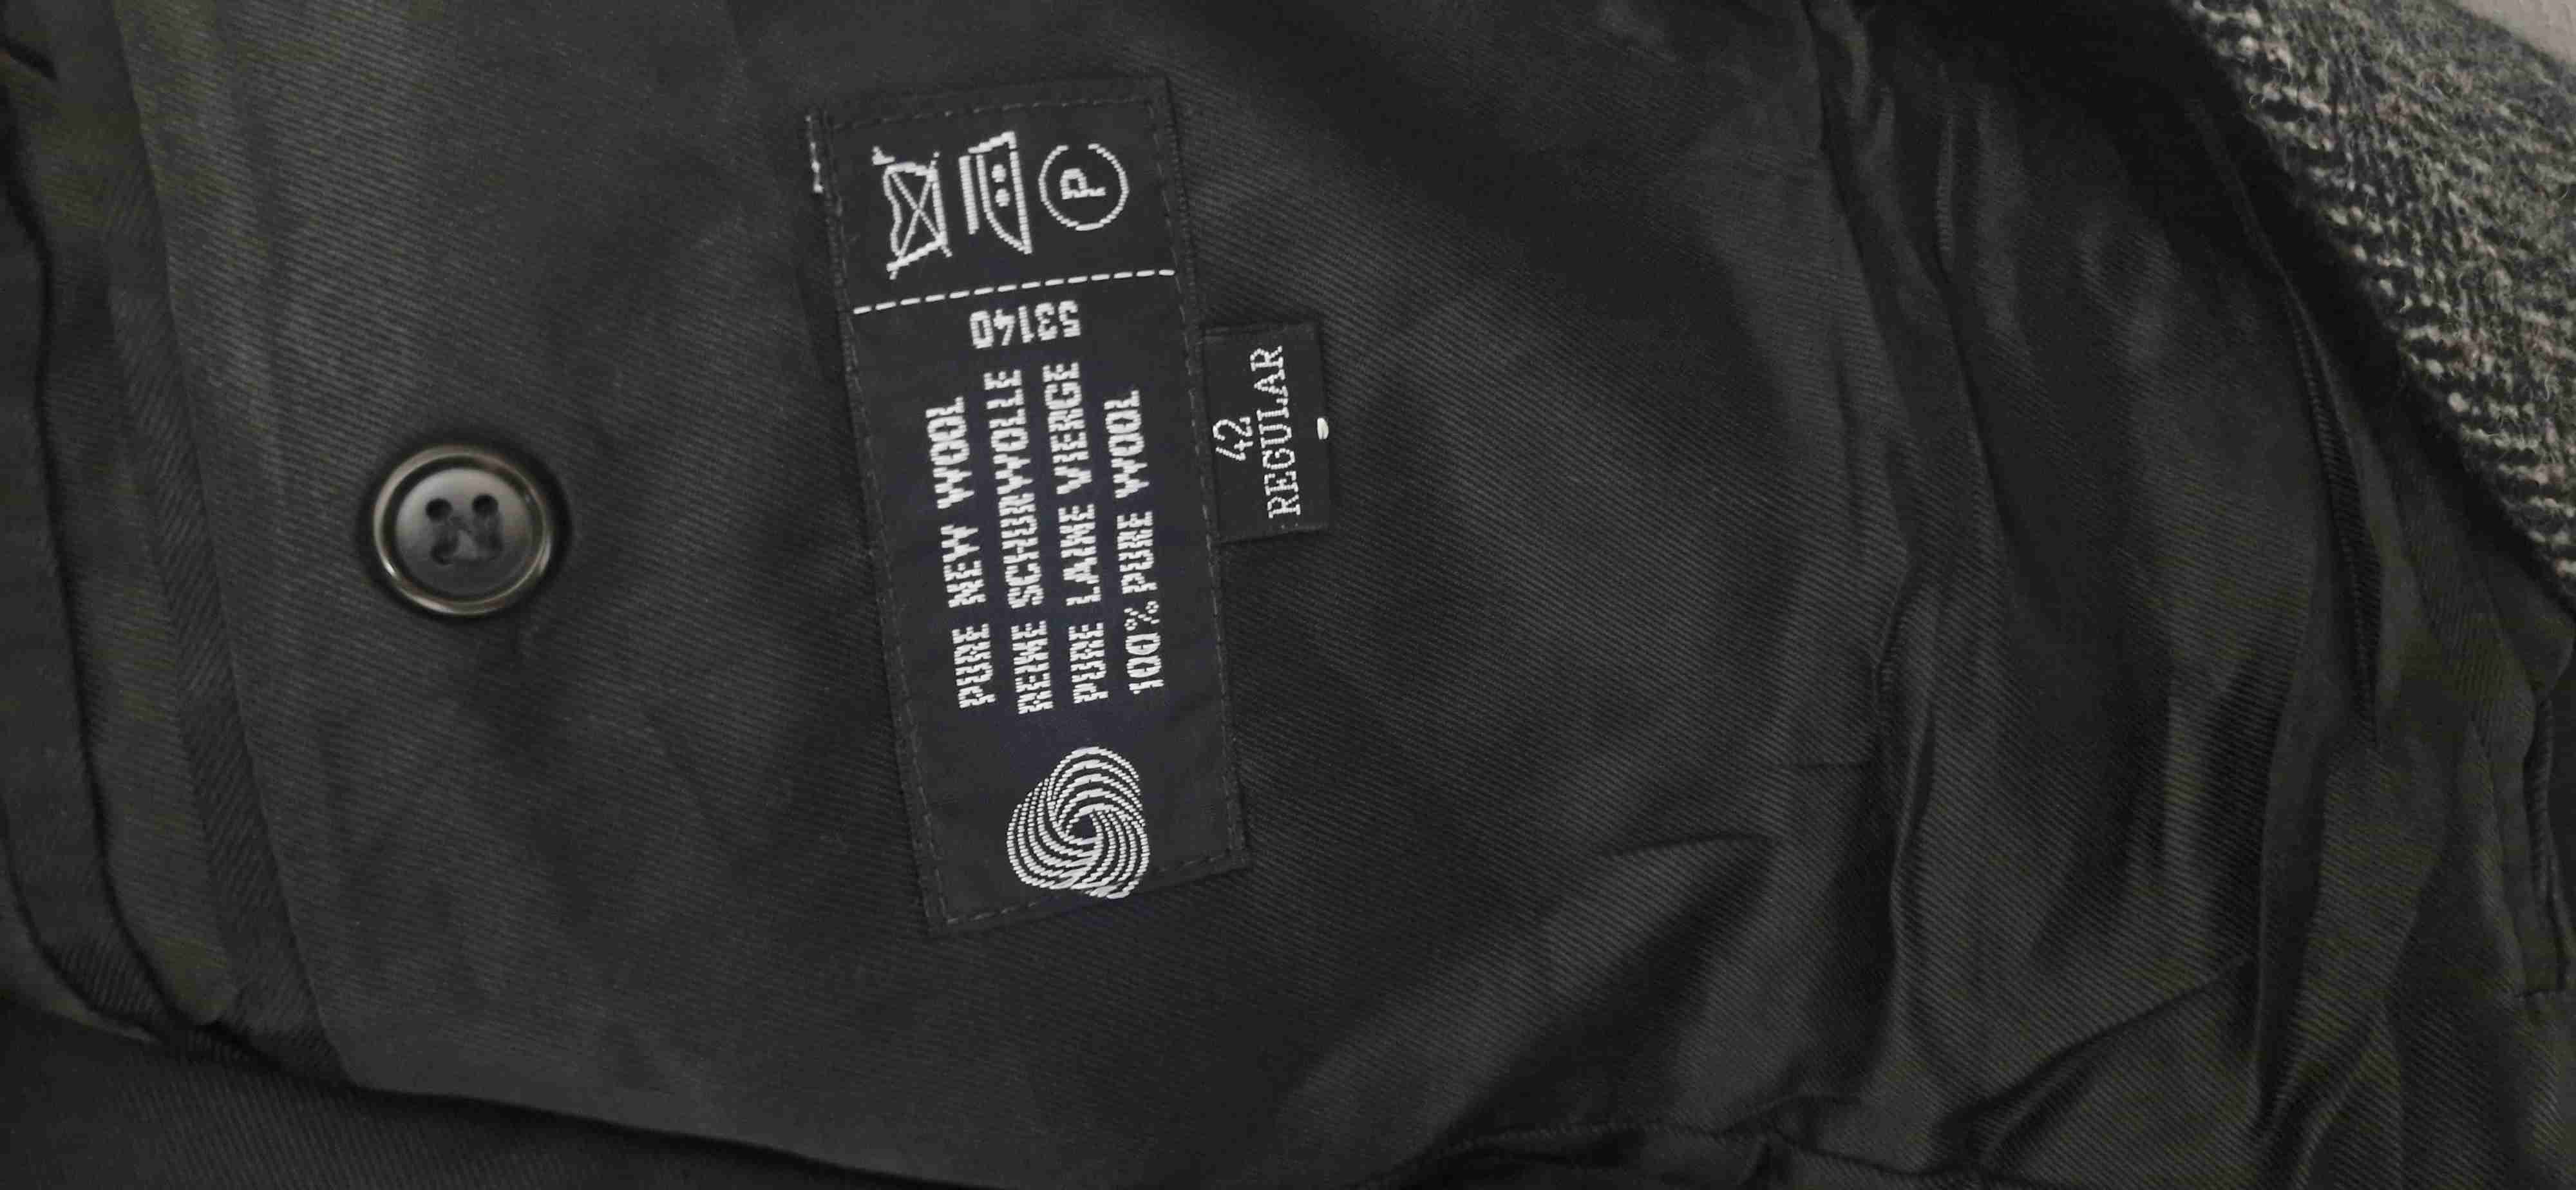 PURE NEW WOOL
REINE SCHURWOLLE
PURE LAINE VIERGE
100% PURE WOOL
53140
P
42
REGULAR